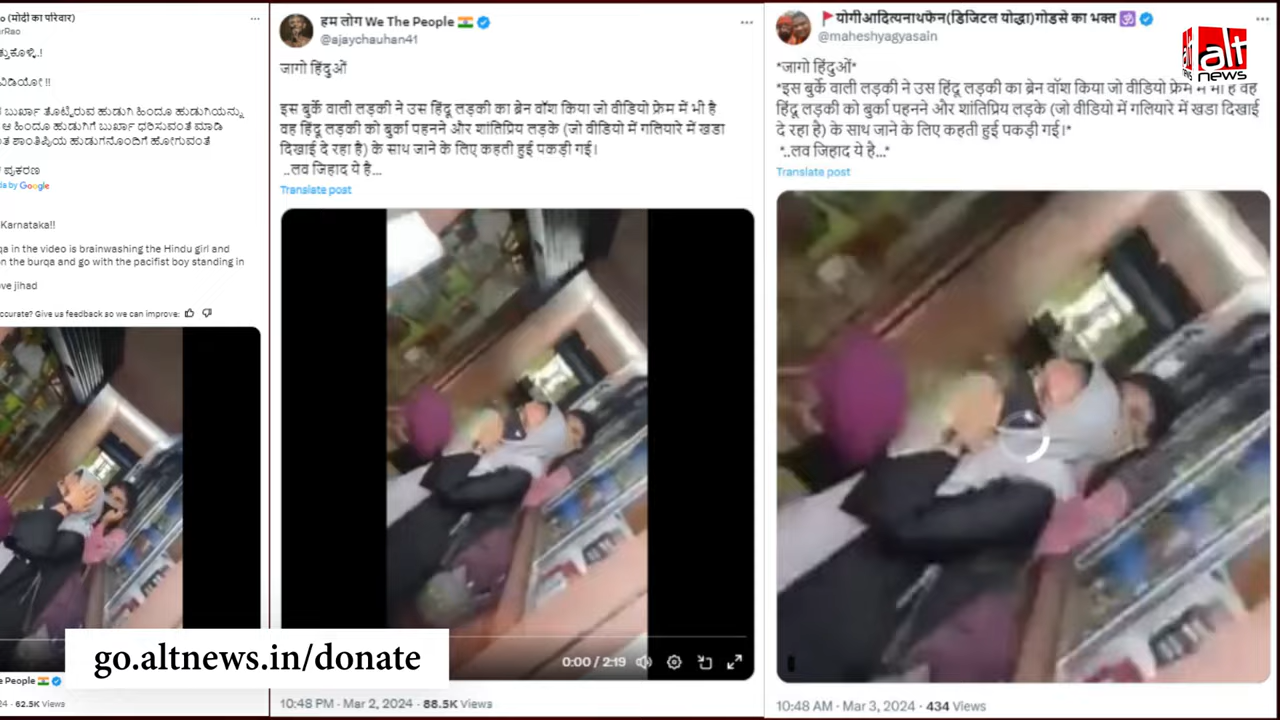 o (मोदी का परिवार)
rRao
ತ್ತುಕೊಳ್ಳಿ..!
ವಿಡಿಯೋ !!
ಬುರ್ಖಾ ತೊಟ್ಟಿರುವ ಹುಡುಗಿ ಹಿಂದೂ ಹುಡುಗಿಯನ್ನು
ಆ ಹಿಂದೂ ಹುಡುಗಿಗೆ ಬುರ್ಖಾ ಧರಿಸುವಂತೆ ಮಾಡಿ
ಶಾಂತಿಪ್ರಿಯ ಹುಡುಗನೊಂದಿಗೆ ಹೋಗುವಂತೆ
ಪ್ರಕರಣ
by Google
Karnataka!!
qa in the video is brainwashing the Hindu girl and
on the burqa and go with the pacifist boy standing in
ove jihad
ccurate? Give us feedback so we can improve:
e People
24 · 62.5K Views
हम लोग We The People
@ajaychauhan41
जागो हिंदुओं
इस बुर्के वाली लड़की ने उस हिंदू लड़की का ब्रेन वॉश किया जो वीडियो फ्रेम में भी है
वह हिंदू लड़की को बुर्का पहनने और शांतिप्रिय लड़के (जो वीडियो में गलियारे में खडा
दिखाई दे रहा है) के साथ जाने के लिए कहती हुई पकड़ी गई।
..लव जिहाद ये है...
Translate post
0:00 / 2:19
10:48 PM · Mar 2, 2024 · 88.5K Views
🚩योगीआदित्यनाथफैन(डिजिटल योद्धा)गोडसे का भक्त 🕉
@maheshyagyasain
*जागो हिंदुओं*
*इस बुर्के वाली लड़की ने उस हिंदू लड़की का ब्रेन वॉश किया जो वीडियो फ्रेम में भी है वह
हिंदू लड़की को बुर्का पहनने और शांतिप्रिय लड़के (जो वीडियो में गलियारे में खडा दिखाई
दे रहा है) के साथ जाने के लिए कहती हुई पकड़ी गई।*
*..लव जिहाद ये है...*
Translate post
10:48 AM · Mar 3, 2024 · 434 Views
alt
news
go.altnews.in/donate